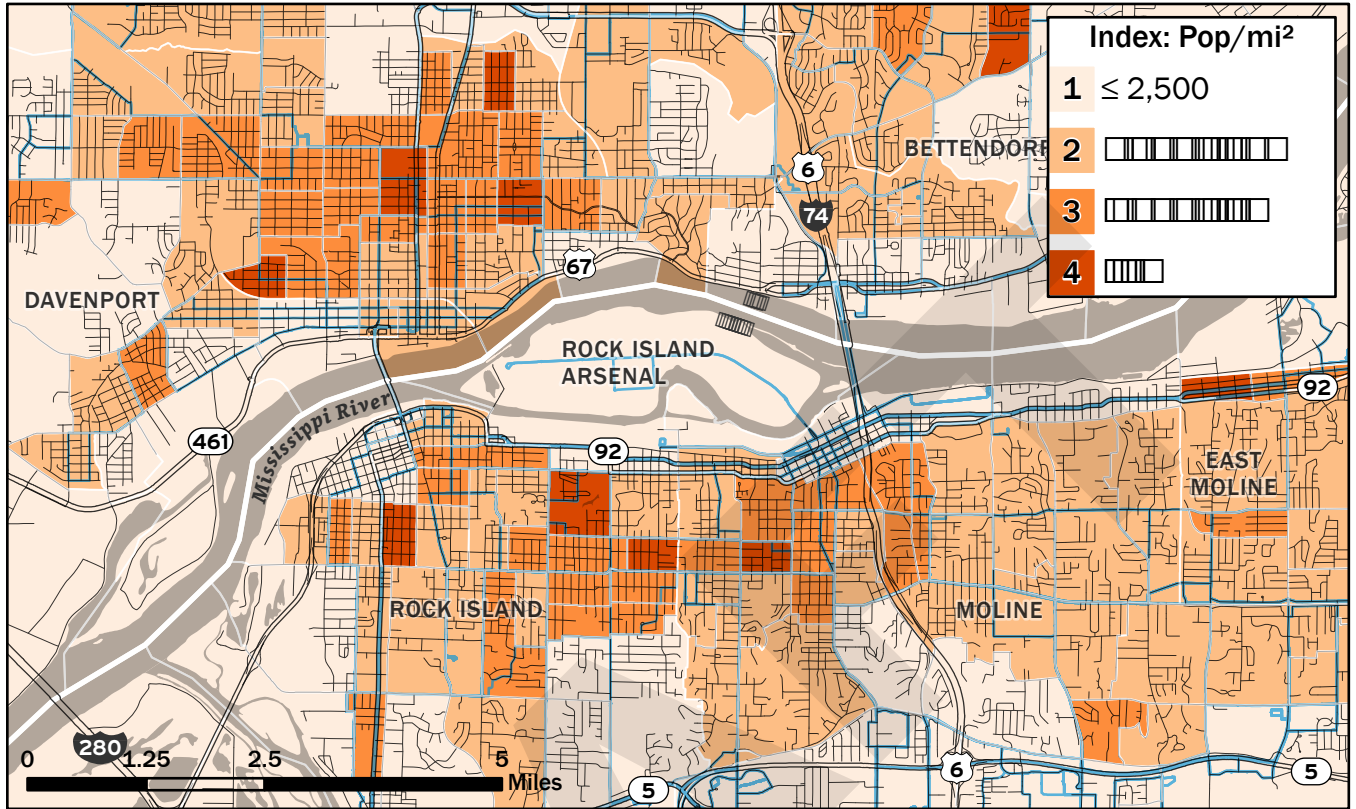 Index: Pop/mi²
1 ≤ 2,500
2
3
4
BETTENDORF
6
74
67
DAVENPORT
ROCK ISLAND
ARSENAL
92
461
Mississippi River
92
EAST
MOLINE
ROCK ISLAND
MOLINE
280
0 1.25 2.5 5
Miles
5
6
5